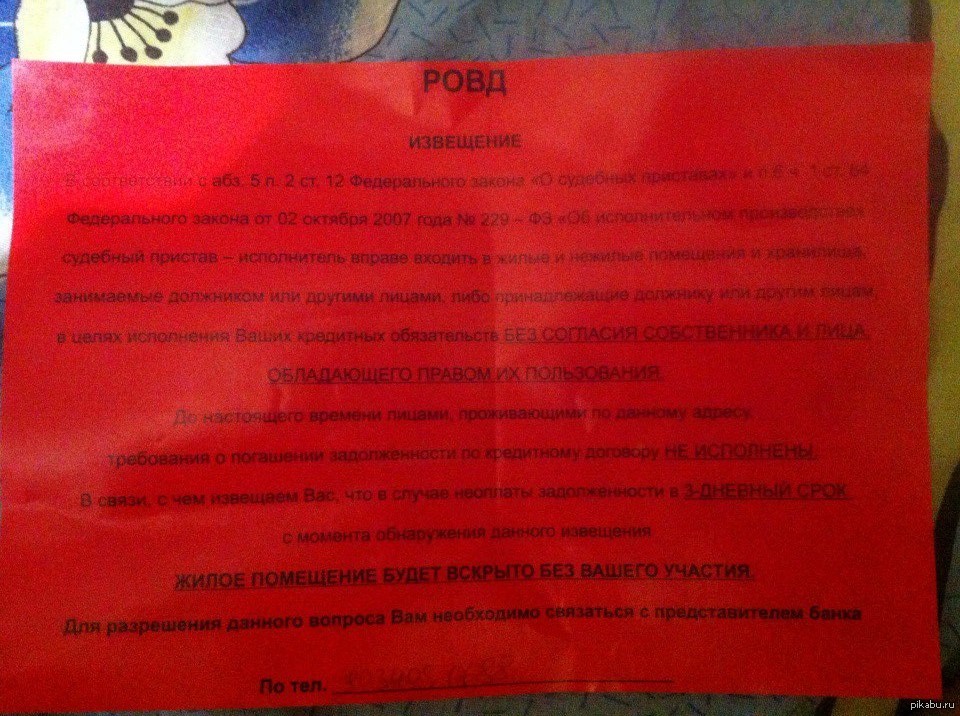 РОВД
ИЗВЕЩЕНИЕ
В соответствии с абз. 5 п. 2 ст. 12 Федерального закона «О судебных приставах» и п.6 ч. 1 ст. 64
Федерального закона от 02 октября 2007 года № 229 – ФЗ «Об исполнительном производстве»
судебный пристав – исполнитель вправе входить в жилые и нежилые помещения и хранилища,
занимаемые должником или другими лицами, либо принадлежащие должнику или другим лицам,
в целях исполнения Ваших кредитных обязательств БЕЗ СОГЛАСИЯ СОБСТВЕННИКА И ЛИЦА,
ОБЛАДАЮЩЕГО ПРАВОМ ИХ ПОЛЬЗОВАНИЯ.
До настоящего времени лицами, проживающими по данному адресу,
требования о погашении задолженности по кредитному договору НЕ ИСПОЛНЕНЫ.
В связи, с чем извещаем Вас, что в случае неоплаты задолженности в 3-ДНЕВНЫЙ СРОК
с момента обнаружения данного извещения
ЖИЛОЕ ПОМЕЩЕНИЕ БУДЕТ ВСКРЫТО БЕЗ ВАШЕГО УЧАСТИЯ.
Для разрешения данного вопроса Вам необходимо связаться с представителем банка
По тел.
pikabu.ru